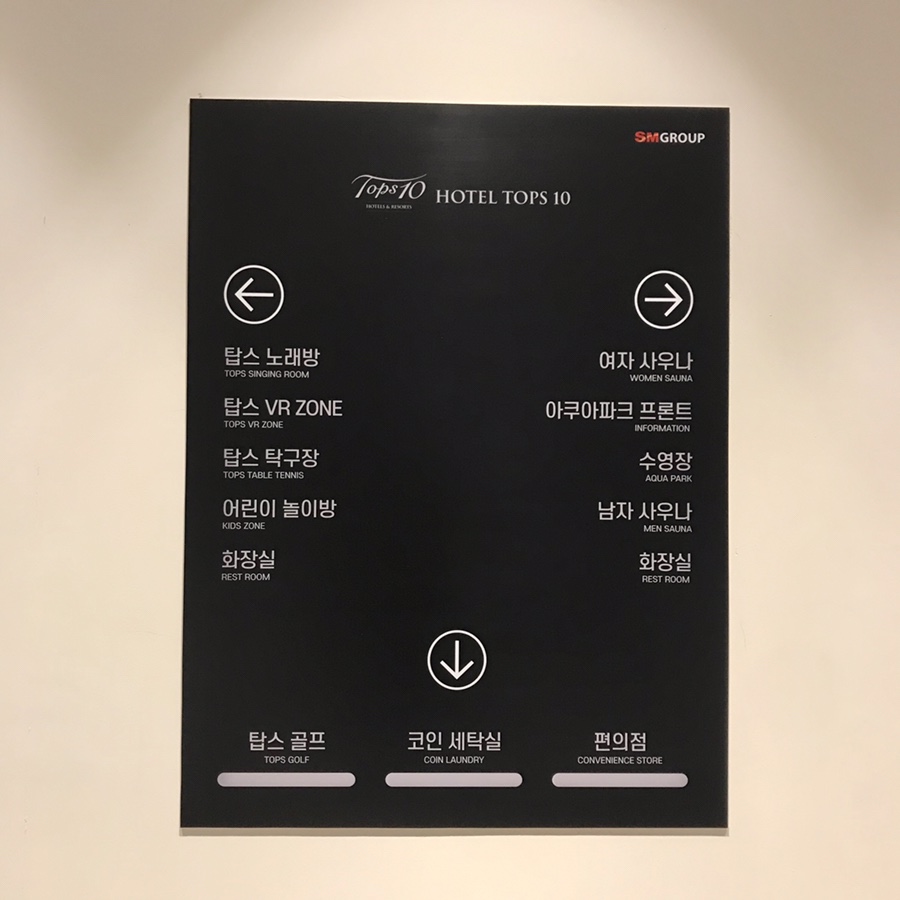 SMGROUP
Tops10
HOTELS & RESORTS
HOTEL TOPS 10
탑스 노래방
TOPS SINGING ROOM
탑스 VR ZONE
TOPS VR ZONE
탑스 탁구장
TOPS TABLE TENNIS
어린이 놀이방
KIDS ZONE
화장실
REST ROOM
여자 사우나
WOMEN SAUNA
아쿠아파크 프론트
INFORMATION
수영장
AQUA PARK
남자 사우나
MEN SAUNA
화장실
REST ROOM
탑스 골프
TOPS GOLF
코인 세탁실
COIN LAUNDRY
편의점
CONVENIENCE STORE